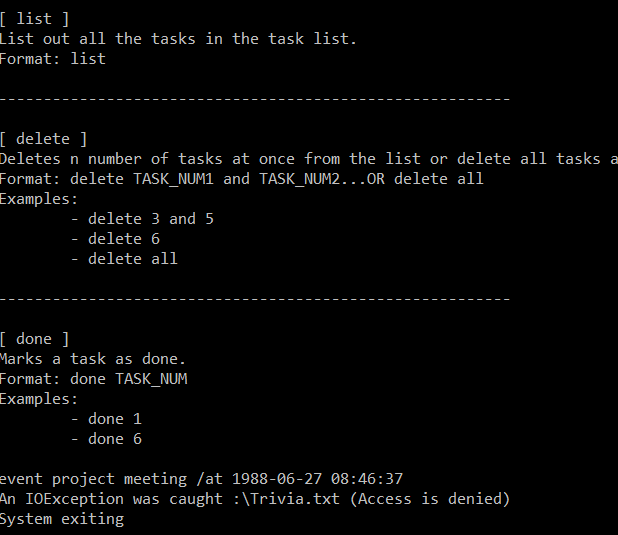 [ list ]
List out all the tasks in the task list.
Format: list
---------------------------------------------------------
[ delete ]
Deletes n number of tasks at once from the list or delete all tasks a
Format: delete TASK_NUM1 and TASK_NUM2...OR delete all
Examples:
- delete 3 and 5
- delete 6
- delete all
---------------------------------------------------------
[ done ]
Marks a task as done.
Format: done TASK_NUM
Examples:
- done 1
- done 6
event project meeting /at 1988-06-27 08:46:37
An IOException was caught :\Trivia.txt (Access is denied)
System exiting